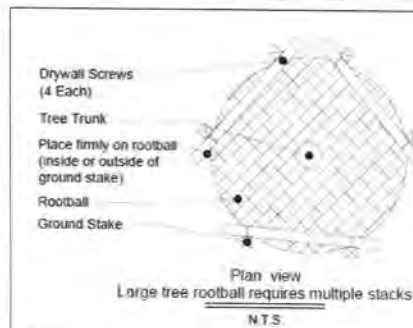 Drywall Screws
(4 Each)
Tree Trunk
Place firmly on rootball
(inside or outside of
ground stake)
Rootball
Ground Stake
Plan view
Large tree rootball requires multiple stacks
N.T.S.